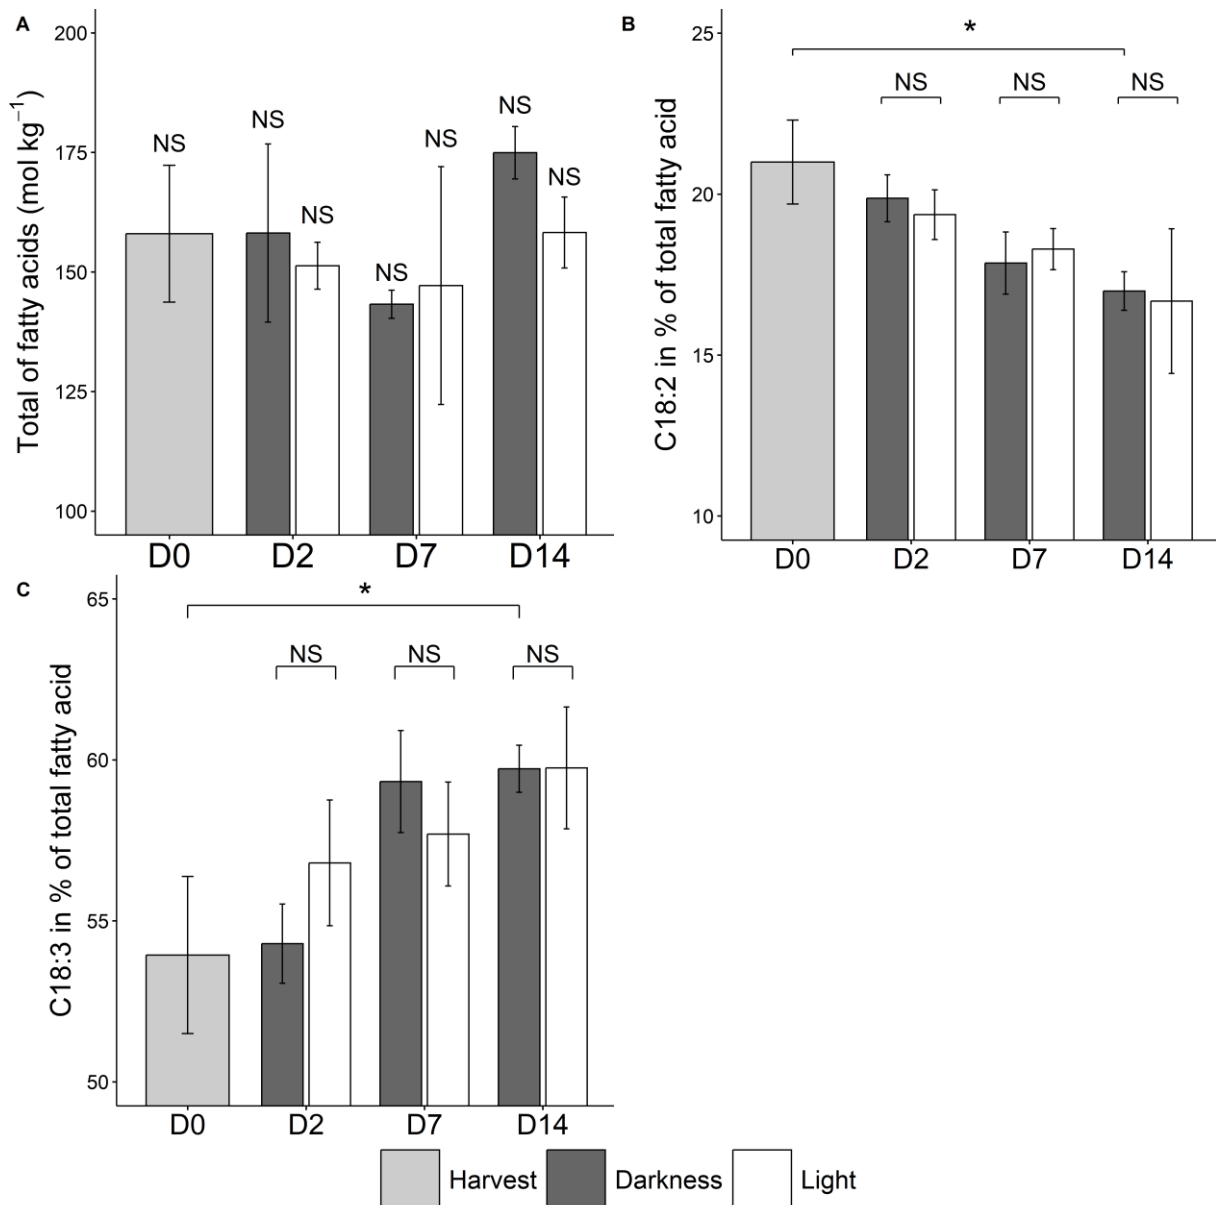 A
Total of fatty acids (mol kg⁻¹)
200
175
150
125
100
NS
NS
NS
NS
NS
NS
NS
D0 D2 D7 D14
B
C18:2 in % of total fatty acid
25
20
15
10
*
NS NS NS
D0 D2 D7 D14
C
C18:3 in % of total fatty acid
65
60
55
50
*
NS NS NS
D0 D2 D7 D14
Harvest Darkness Light